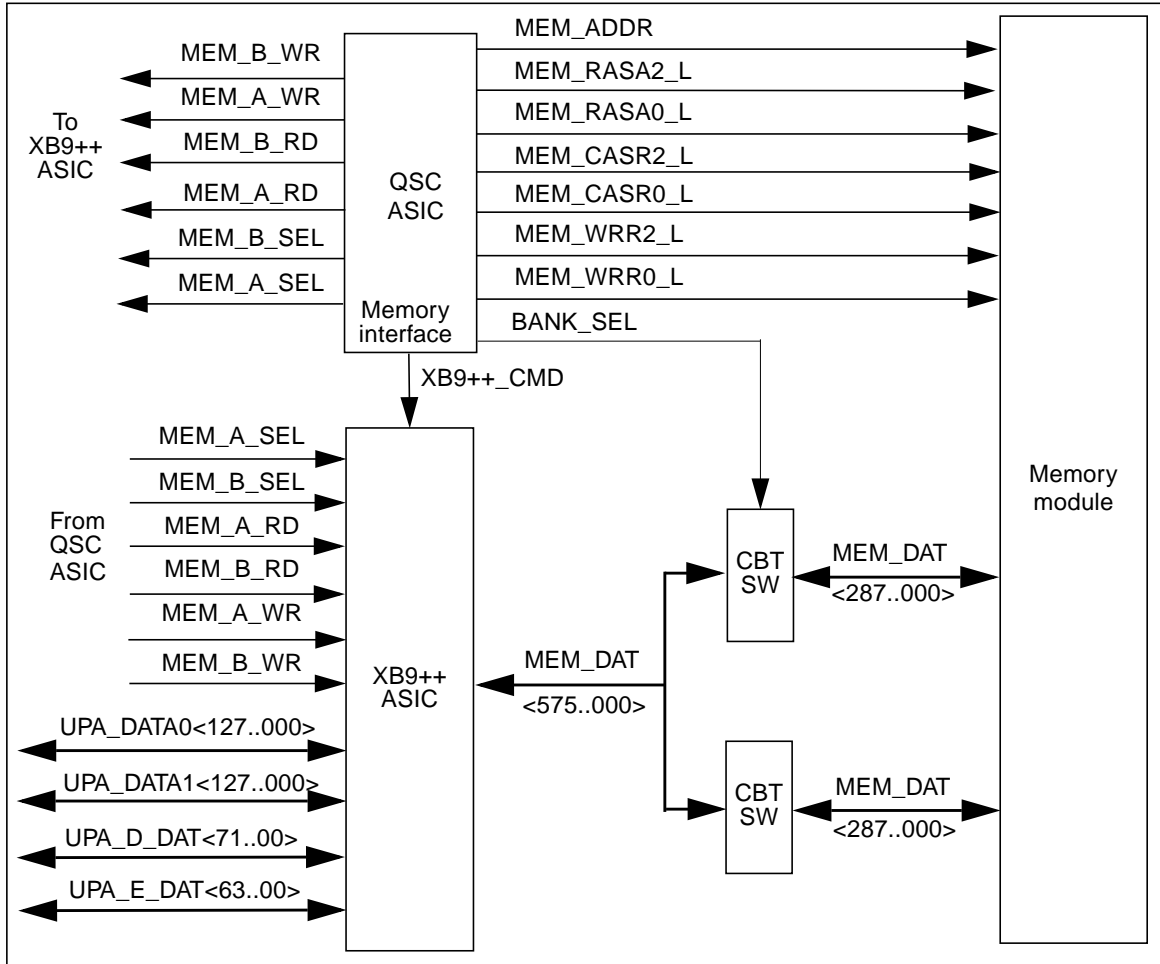 MEM_B_WR
MEM_A_WR
MEM_B_RD
MEM_A_RD
MEM_B_SEL
MEM_A_SEL
To
XB9++
ASIC
QSC
ASIC
Memory
interface
MEM_ADDR
MEM_RASA2_L
MEM_RASA0_L
MEM_CASR2_L
MEM_CASR0_L
MEM_WRR2_L
MEM_WRR0_L
BANK_SEL
XB9++_CMD
MEM_A_SEL
MEM_B_SEL
MEM_A_RD
MEM_B_RD
MEM_A_WR
MEM_B_WR
From
QSC
ASIC
UPA_DATA0<127..000>
UPA_DATA1<127..000>
UPA_D_DAT<71..00>
UPA_E_DAT<63..00>
XB9++
ASIC
MEM_DAT
<575..000>
CBT
SW
MEM_DAT
<287..000>
CBT
SW
MEM_DAT
<287..000>
Memory
module